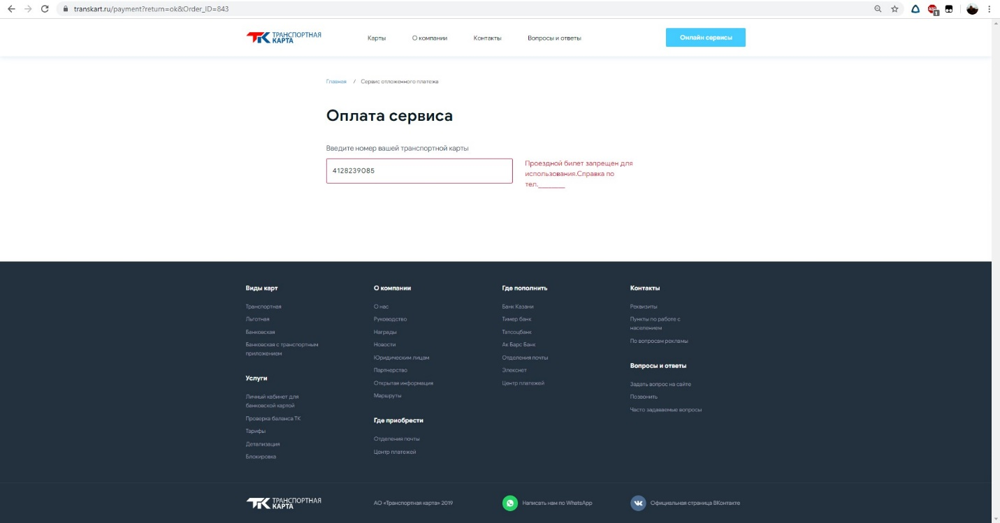 transkart.ru/payment?return=ok&Order_ID=843
ABP
1
ТК ТРАНСПОРТНАЯ
КАРТА
Карты
О компании
Контакты
Вопросы и ответы
Онлайн сервисы
Главная / Сервис отложенного платежа
Оплата сервиса
Введите номер вашей транспортной карты
4128239085
Проездной билет запрещен для
использования.Справка по
тел.________
Виды карт
Транспортная
Льготная
Банковская
Банковская с транспортным
приложением
Услуги
Личный кабинет для
банковской картой
Проверка баланса ТК
Тарифы
Детализация
Блокировка
О компании
О нас
Руководство
Награды
Новости
Юридическим лицам
Партнерство
Открытая информация
Маршруты
Где приобрести
Отделения почты
Центр платежей
Где пополнить
Банк Казани
Тимер банк
Татсоцбанк
Ак Барс Банк
Отделения почты
Элекснет
Центр платежей
Контакты
Реквизиты
Пункты по работе с
населением
По вопросам рекламы
Вопросы и ответы
Задать вопрос на сайте
Позвонить
Часто задаваемые вопросы
ТК ТРАНСПОРТНАЯ
КАРТА
АО «Транспортная карта» 2019
Написать нам по WhatsApp
Официальная страница ВКонтакте